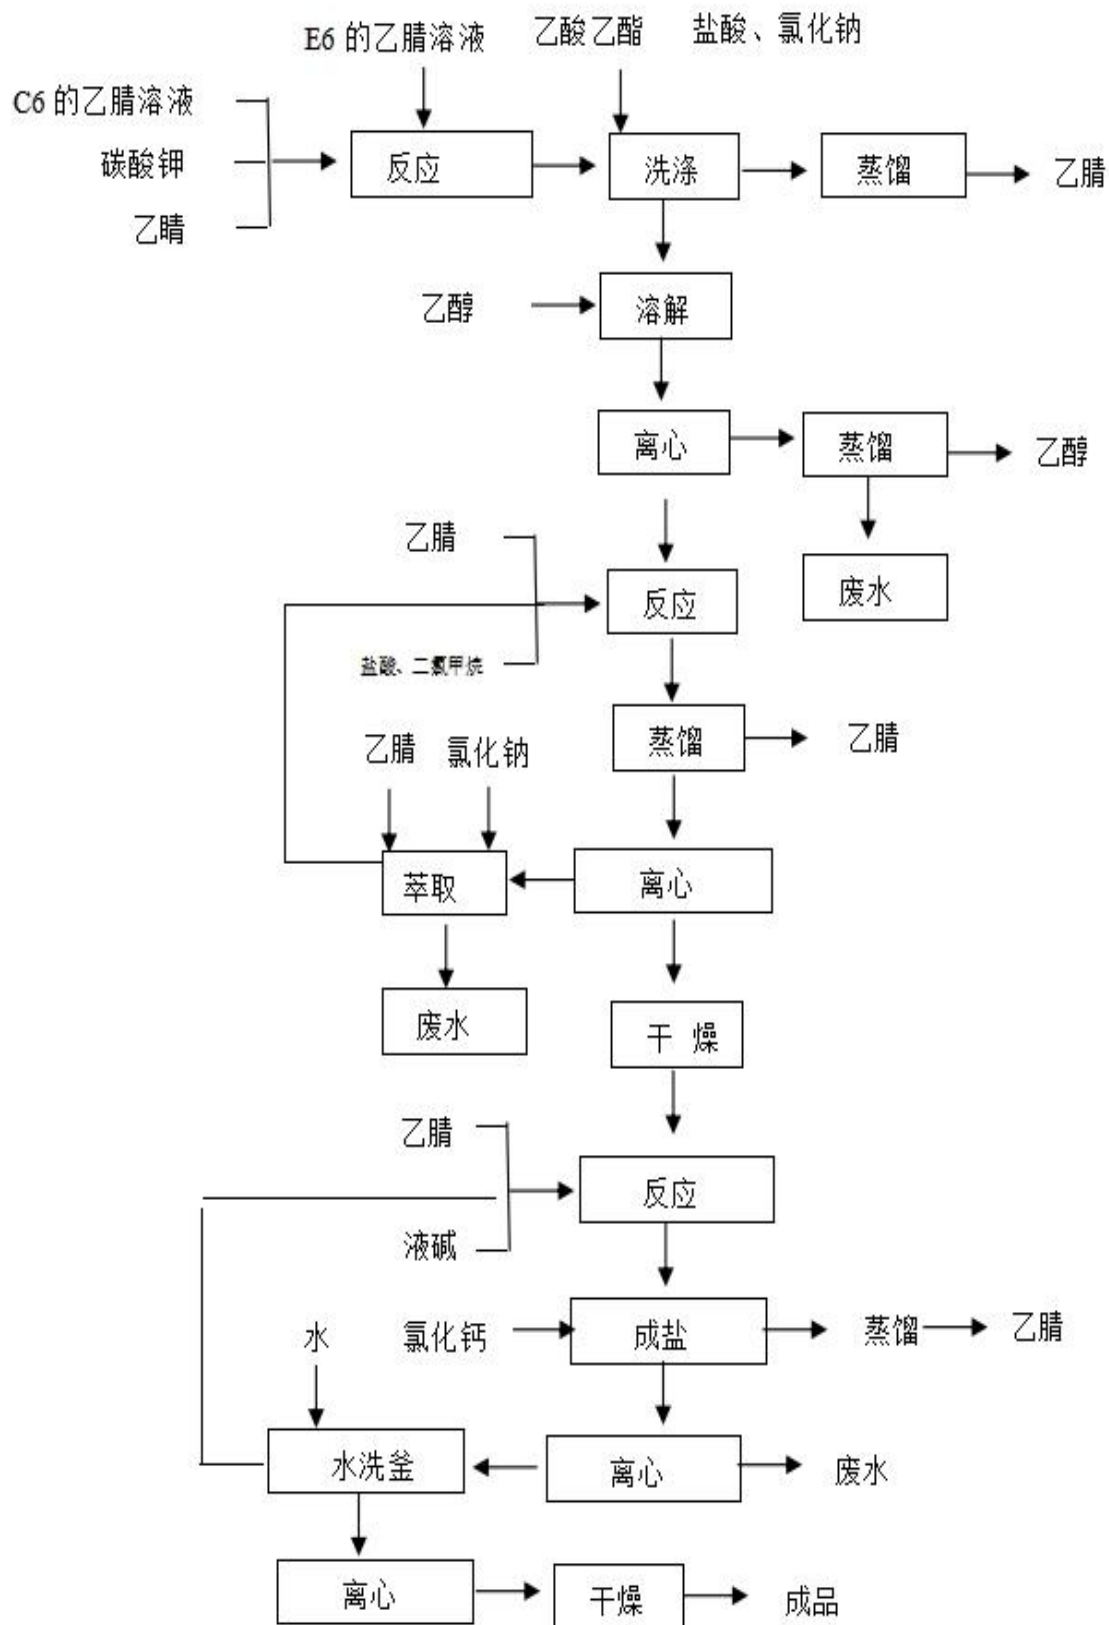 E6 的乙腈溶液
乙酸乙酯
盐酸、氯化钠
C6 的乙腈溶液
碳酸钾
乙睛
反应
洗涤
蒸馏
乙腈
乙醇
溶解
离心
蒸馏
乙醇
乙腈
反应
废水
盐酸、二氯甲烷
乙腈
氯化钠
蒸馏
乙腈
萃取
离心
废水
干 燥
乙腈
反应
液碱
水
氯化钙
成盐
蒸馏
乙腈
水洗釜
离心
废水
离心
干燥
成品